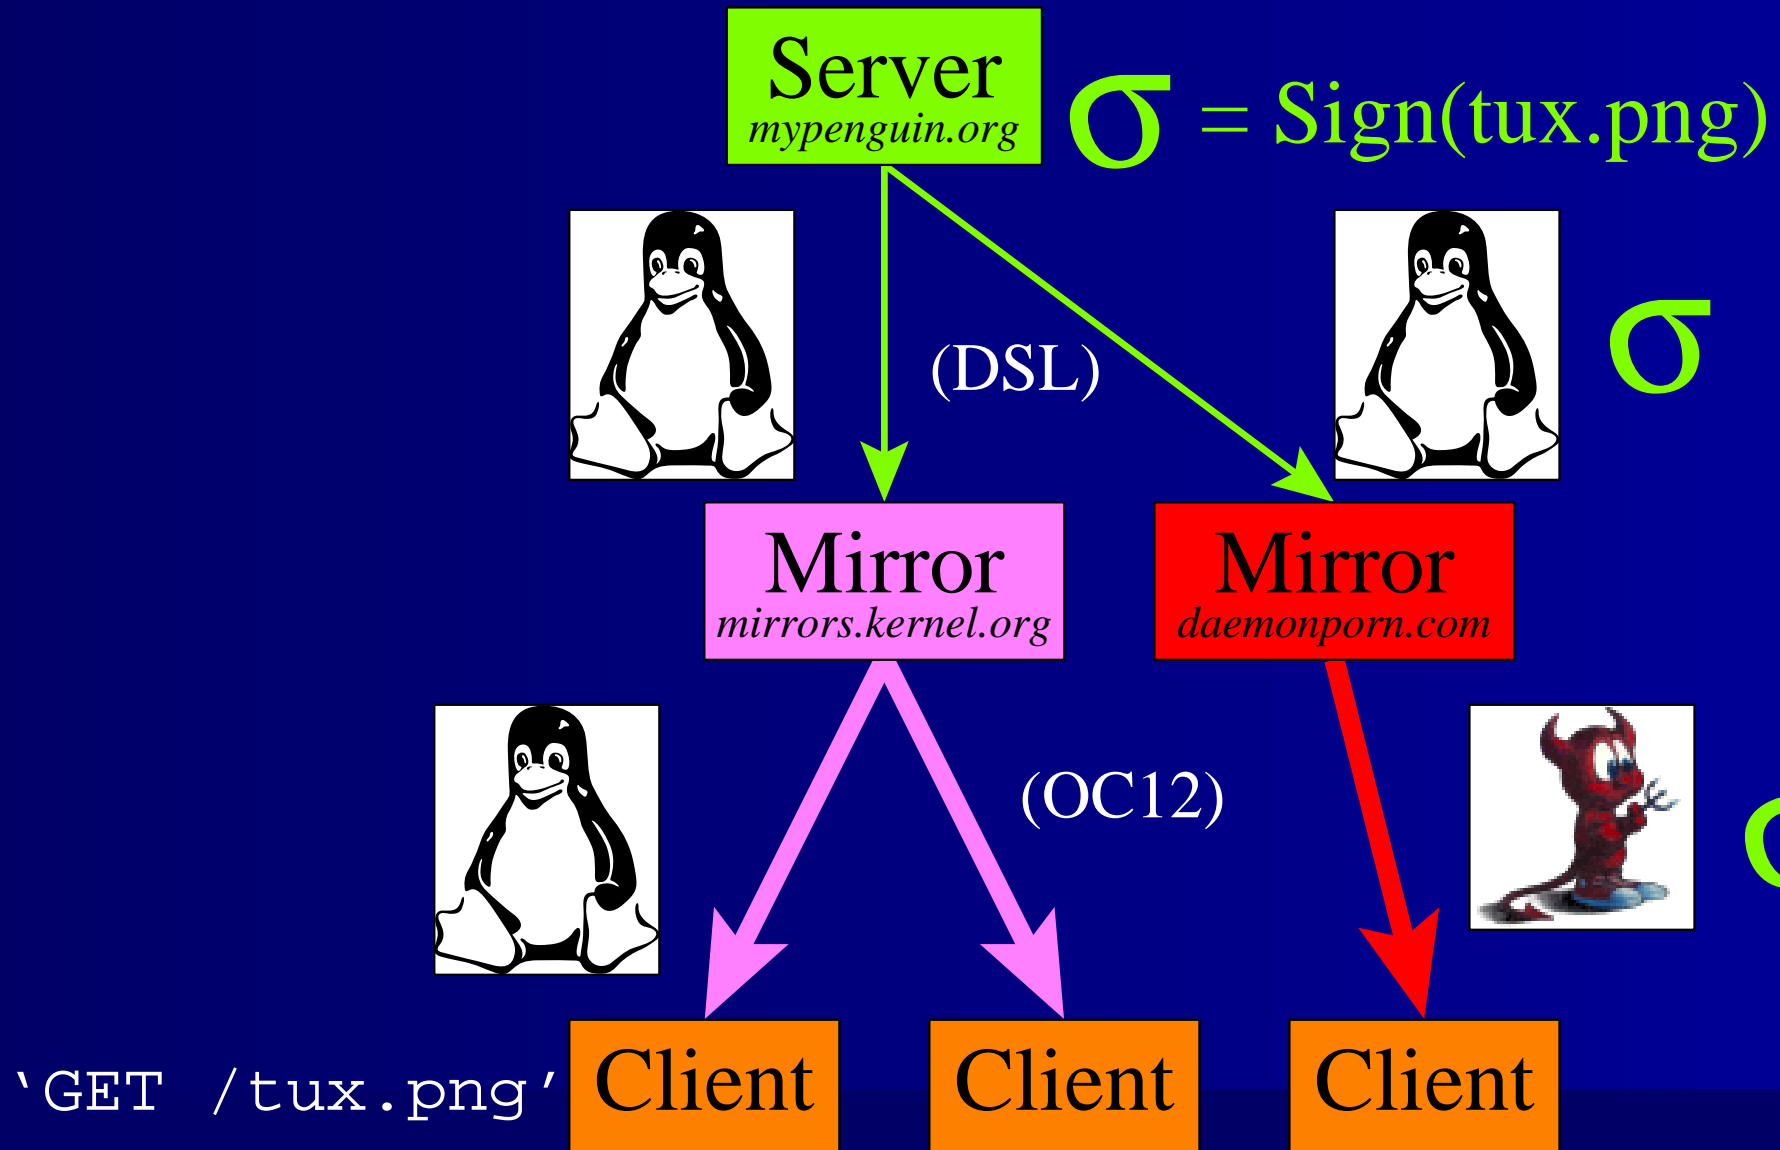 Server
mypenguin.org
σ = Sign(tux.png)
σ
(DSL)
Mirror
mirrors.kernel.org
Mirror
daemonporn.com
(OC12)
σ
‵GET /tux.png′
Client
Client
Client